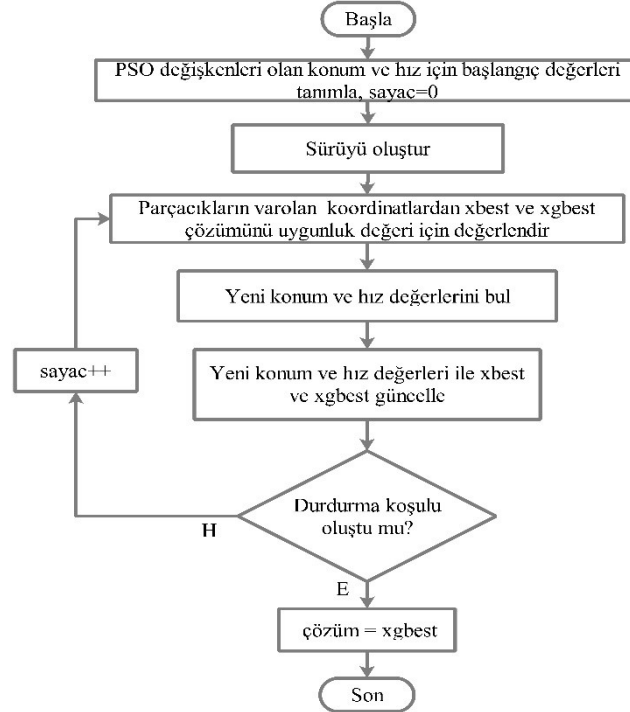 Başla
PSO değişkenleri olan konum ve hız için başlangıç değerleri
tanımla, sayac=0
Sürüyü oluştur
Parçacıkların varolan koordinatlardan xbest ve xgbest
çözümünü uygunluk değeri için değerlendir
Yeni konum ve hız değerlerini bul
Yeni konum ve hız değerleri ile xbest
ve xgbest güncelle
sayac++
Durdurma koşulu
oluştu mu?
H
E
çözüm = xgbest
Son